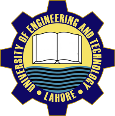 UNIVERSITY OF ENGINEERING AND TECHNOLOGY
• LAHORE •